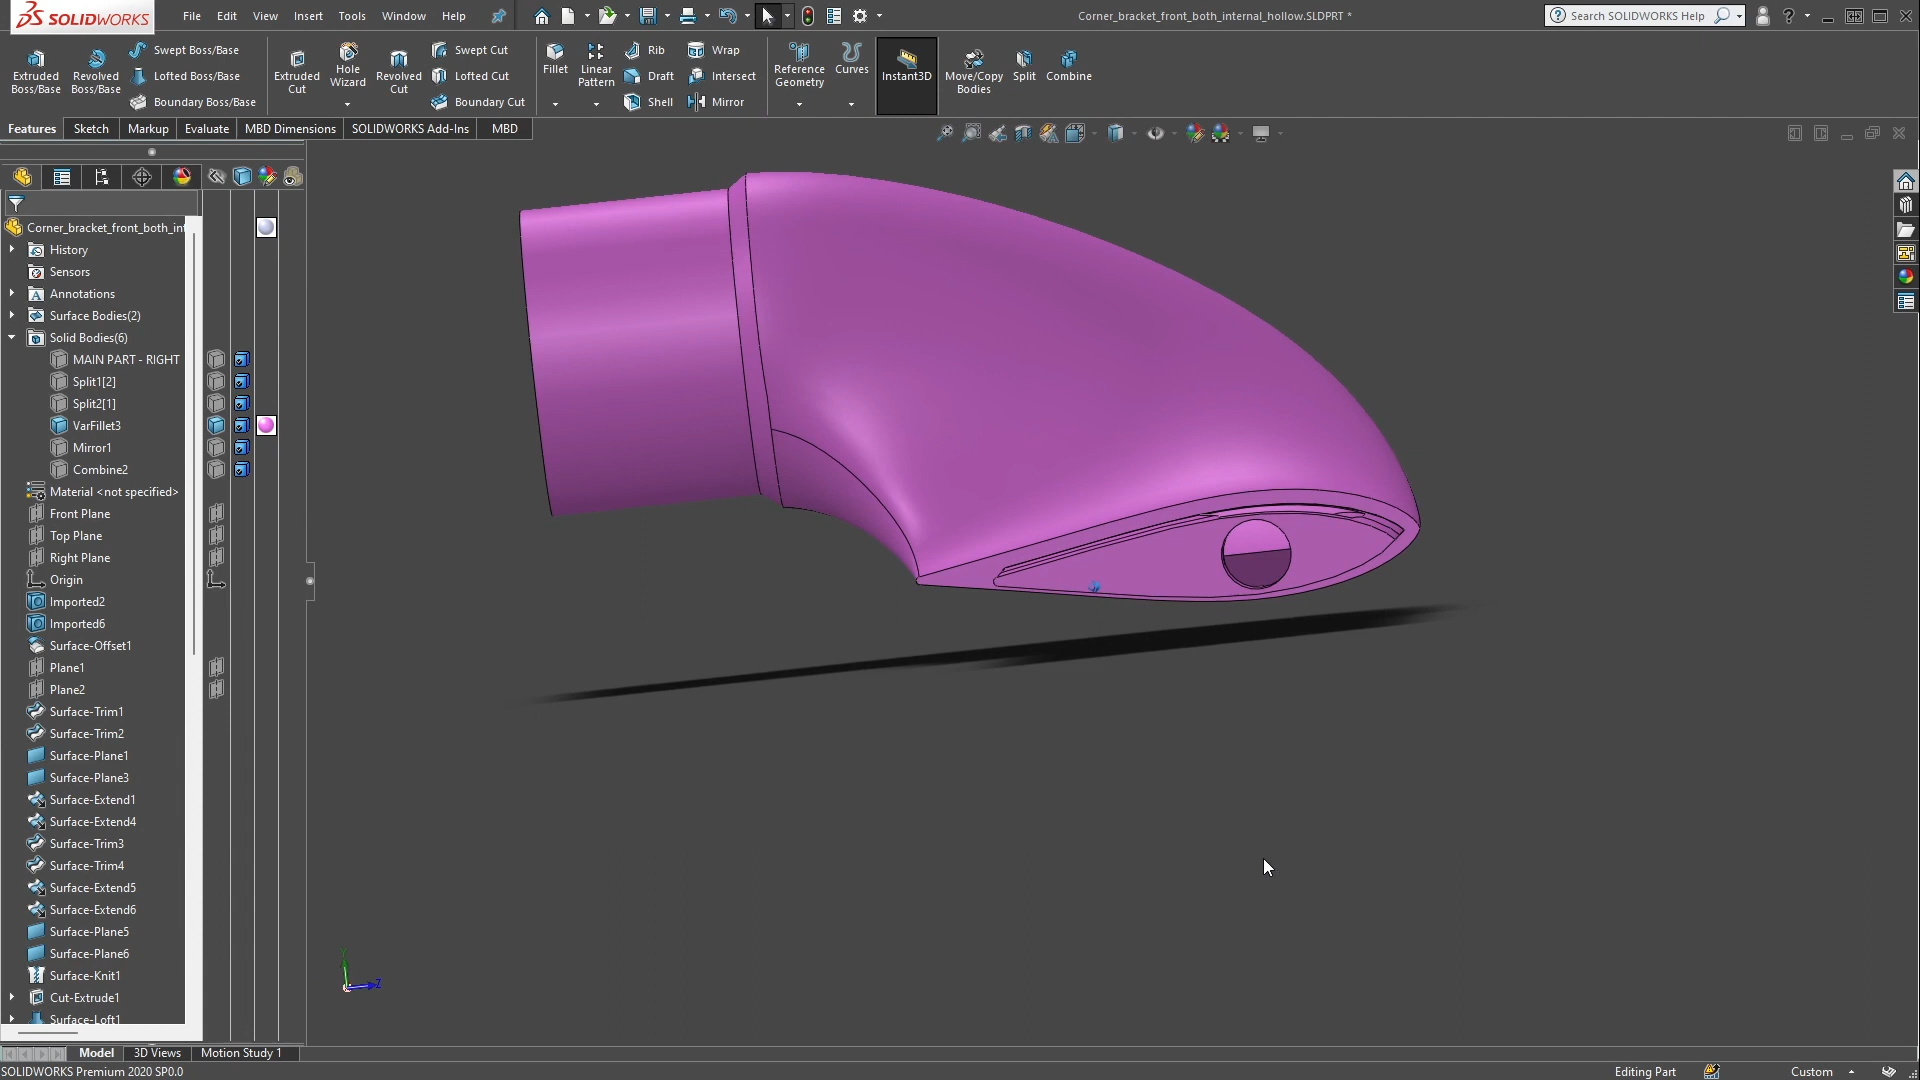 SOLIDWORKS
File Edit View Insert Tools Window Help
Corner_bracket_front_both_internal_hollow.SLDPRT *
Search SOLIDWORKS Help
Extruded Boss/Base
Revolved Boss/Base
Swept Boss/Base
Lofted Boss/Base
Boundary Boss/Base
Extruded Cut
Hole Wizard
Revolved Cut
Swept Cut
Lofted Cut
Boundary Cut
Fillet
Linear Pattern
Rib
Draft
Shell
Wrap
Intersect
Mirror
Reference Geometry
Curves
Instant3D
Move/Copy Bodies
Split
Combine
Features Sketch Markup Evaluate MBD Dimensions SOLIDWORKS Add-Ins MBD
Corner_bracket_front_both_int
History
Sensors
Annotations
Surface Bodies(2)
Solid Bodies(6)
MAIN PART - RIGHT
Split1[2]
Split2[1]
VarFillet3
Mirror1
Combine2
Material <not specified>
Front Plane
Top Plane
Right Plane
Origin
Imported2
Imported6
Surface-Offset1
Plane1
Plane2
Surface-Trim1
Surface-Trim2
Surface-Plane1
Surface-Plane3
Surface-Extend1
Surface-Extend4
Surface-Trim3
Surface-Trim4
Surface-Extend5
Surface-Extend6
Surface-Plane5
Surface-Plane6
Surface-Knit1
Cut-Extrude1
Surface-Loft1
Y
Z
Model 3D Views Motion Study 1
SOLIDWORKS Premium 2020 SP0.0
Editing Part
Custom